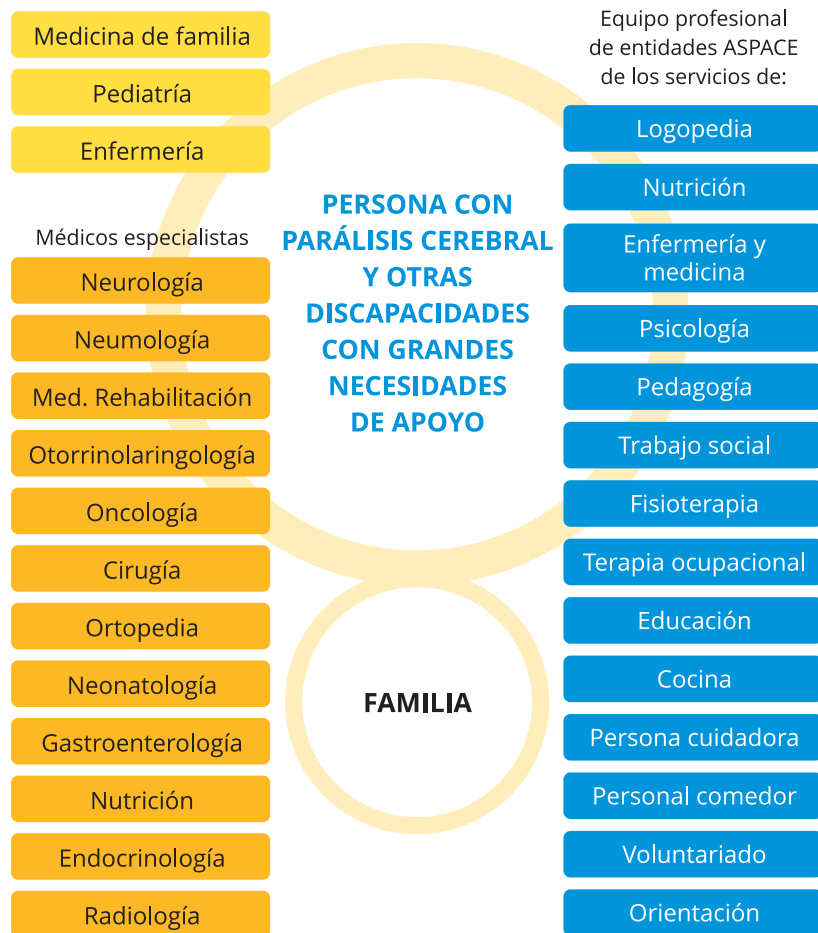 Medicina de familia
Pediatría
Enfermería
Médicos especialistas
Neurología
Neumología
Med. Rehabilitación
Otorrinolaringología
Oncología
Cirugía
Ortopedia
Neonatología
Gastroenterología
Nutrición
Endocrinología
Radiología
PERSONA CON
PARÁLISIS CEREBRAL
Y OTRAS
DISCAPACIDADES
CON GRANDES
NECESIDADES
DE APOYO
FAMILIA
Equipo profesional
de entidades ASPACE
de los servicios de:
Logopedia
Nutrición
Enfermería y
medicina
Psicología
Pedagogía
Trabajo social
Fisioterapia
Terapia ocupacional
Educación
Cocina
Persona cuidadora
Personal comedor
Voluntariado
Orientación